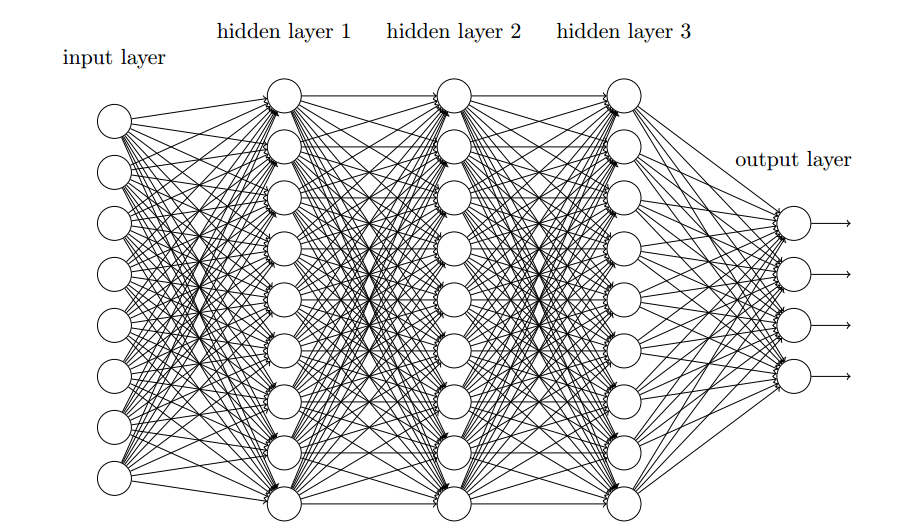 hidden layer 1
hidden layer 2
hidden layer 3
input layer
output layer